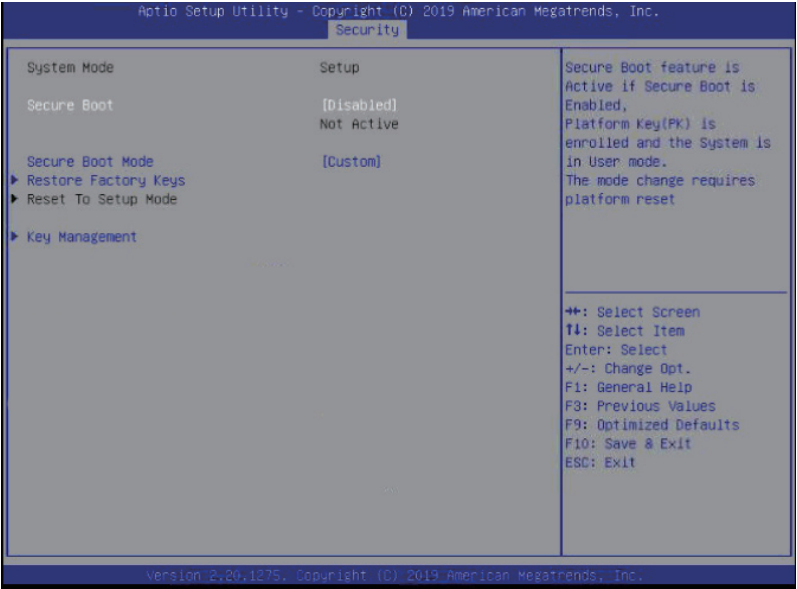 Aptio Setup Utility - Copyright (C) 2019 American Megatrends, Inc.
Security
System Mode Setup
Secure Boot [Disabled]
Not Active
Secure Boot Mode [Custom]
Restore Factory Keys
Reset To Setup Mode
Key Management
Secure Boot feature is
Active if Secure Boot is
Enabled,
Platform Key(PK) is
enrolled and the System is
in User mode.
The mode change requires
platform reset
→←: Select Screen
↑↓: Select Item
Enter: Select
+/-: Change Opt.
F1: General Help
F3: Previous Values
F9: Optimized Defaults
F10: Save & Exit
ESC: Exit
Version 2.20.1275. Copyright (C) 2019 American Megatrends, Inc.